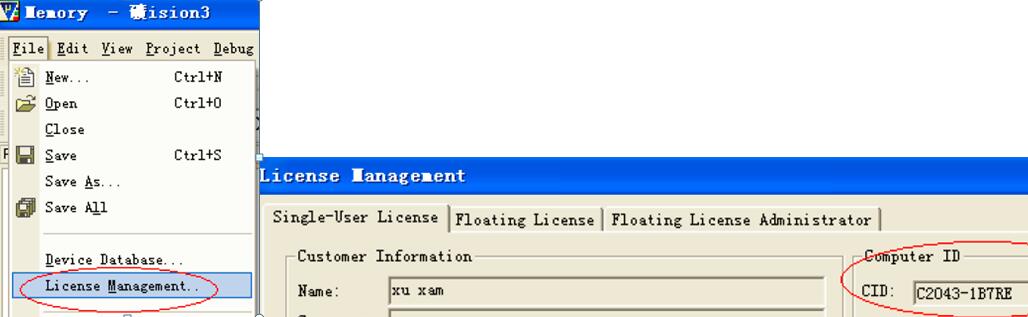 Memory - 礦ision3
File Edit View Project Debug
New... Ctrl+N
Open Ctrl+O
Close
Save Ctrl+S
Save As...
Save All
Device Database...
License Management..
License Management
Single-User License Floating License Floating License Administrator
Customer Information
Name: xu xam
Computer ID
CID: C2043-1B7RE